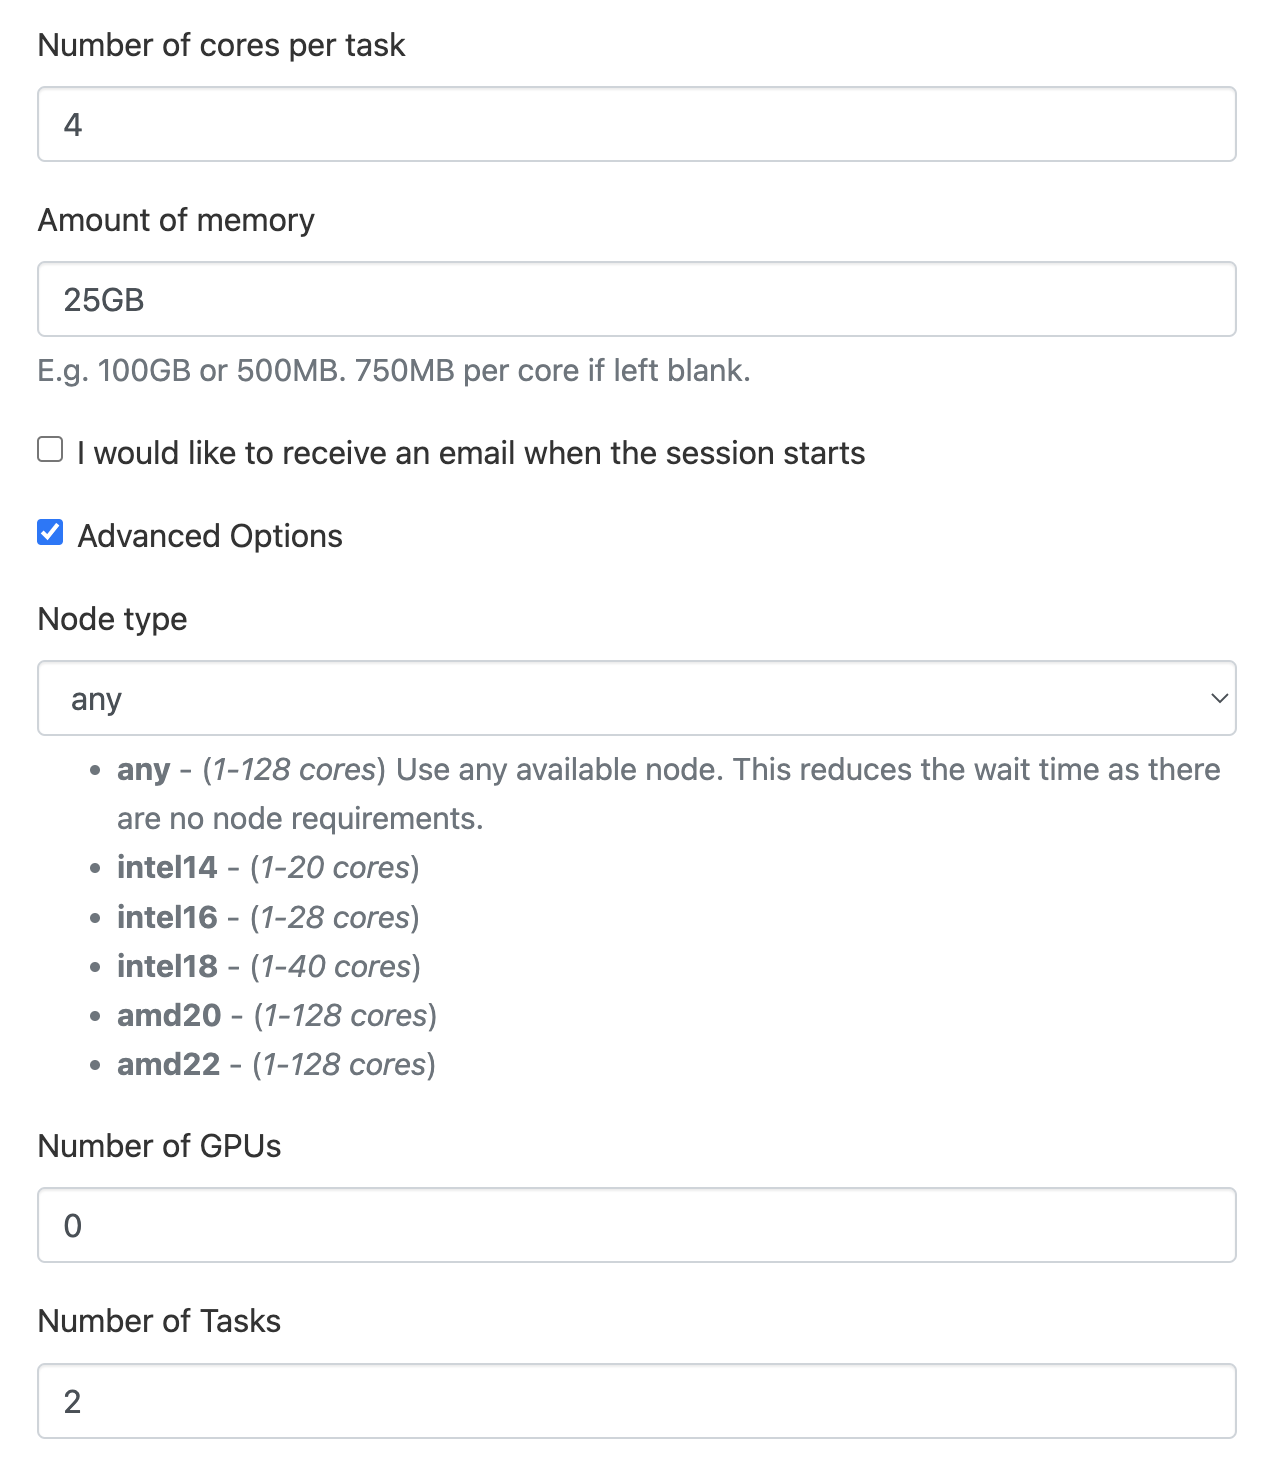 Number of cores per task
4
Amount of memory
25GB
E.g. 100GB or 500MB. 750MB per core if left blank.
I would like to receive an email when the session starts
Advanced Options
Node type
any
• any - (1-128 cores) Use any available node. This reduces the wait time as there
are no node requirements.
• intel14 - (1-20 cores)
• intel16 - (1-28 cores)
• intel18 - (1-40 cores)
• amd20 - (1-128 cores)
• amd22 - (1-128 cores)
Number of GPUs
0
Number of Tasks
2